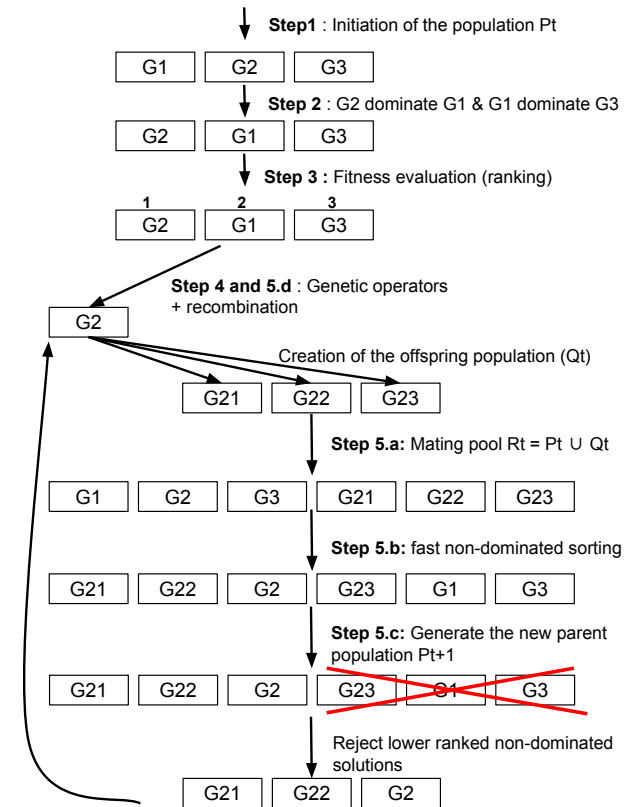 Step1 : Initiation of the population Pt
G1 G2 G3
Step 2 : G2 dominate G1 & G1 dominate G3
G2 G1 G3
Step 3 : Fitness evaluation (ranking)
1 2 3
G2 G1 G3
Step 4 and 5.d : Genetic operators
+ recombination
G2
Creation of the offspring population (Qt)
G21 G22 G23
Step 5.a: Mating pool Rt = Pt ∪ Qt
G1 G2 G3 G21 G22 G23
Step 5.b: fast non-dominated sorting
G21 G22 G2 G23 G1 G3
Step 5.c: Generate the new parent
population Pt+1
G21 G22 G2 G23 G1 G3
Reject lower ranked non-dominated
solutions
G21 G22 G2